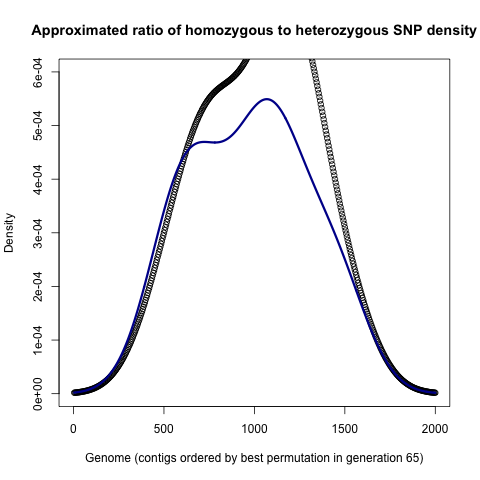 Approximated ratio of homozygous to heterozygous SNP density
Density
6e-04
5e-04
4e-04
3e-04
2e-04
1e-04
0e+00
0 500 1000 1500 2000
Genome (contigs ordered by best permutation in generation 65)